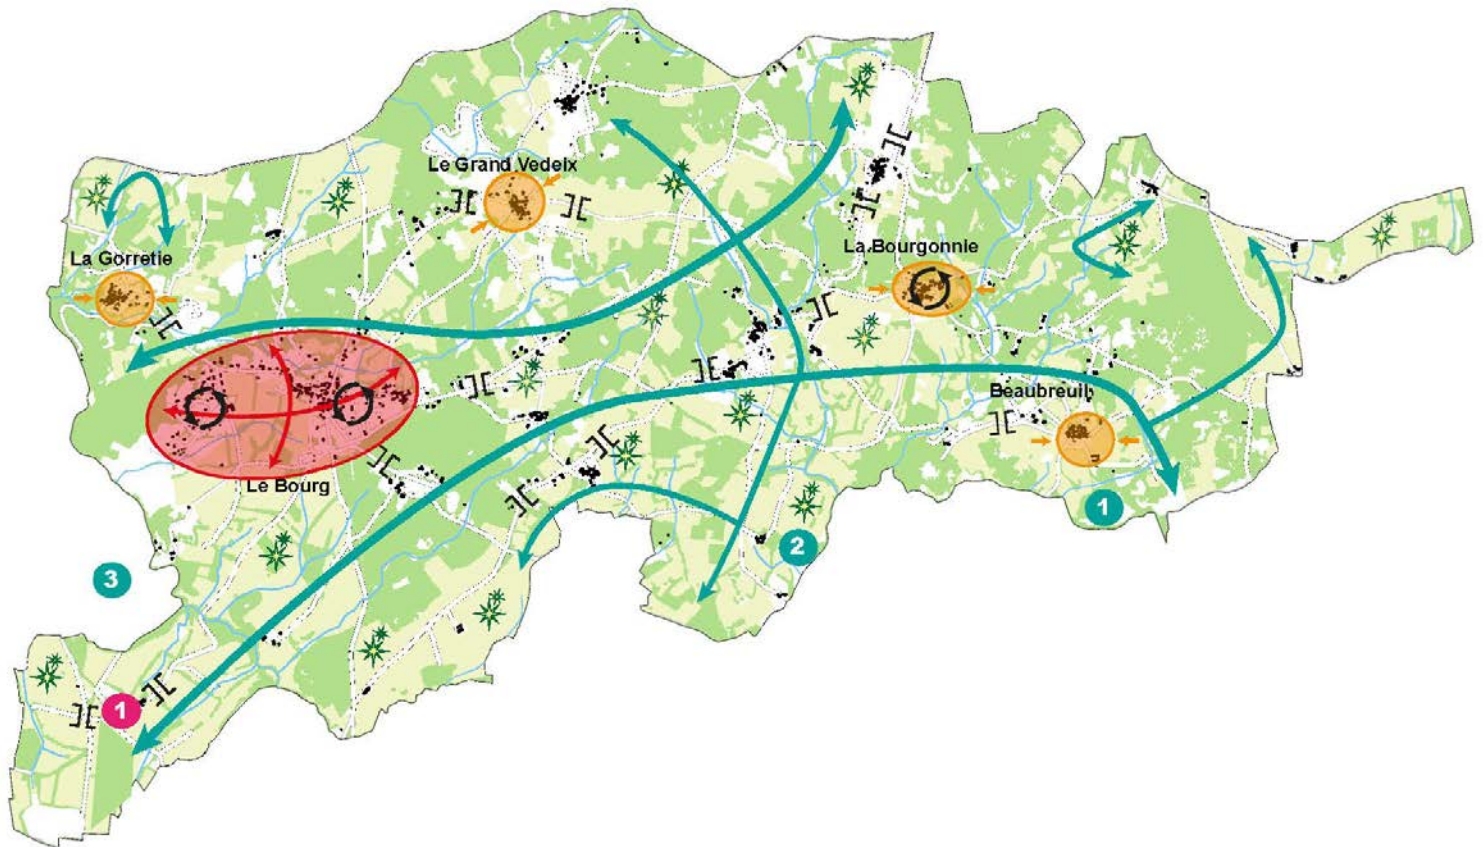 Le Grand Vedeix
La Gorretie
La Bourgonnie
Beaubreuil
Le Bourg
1
2
3
1